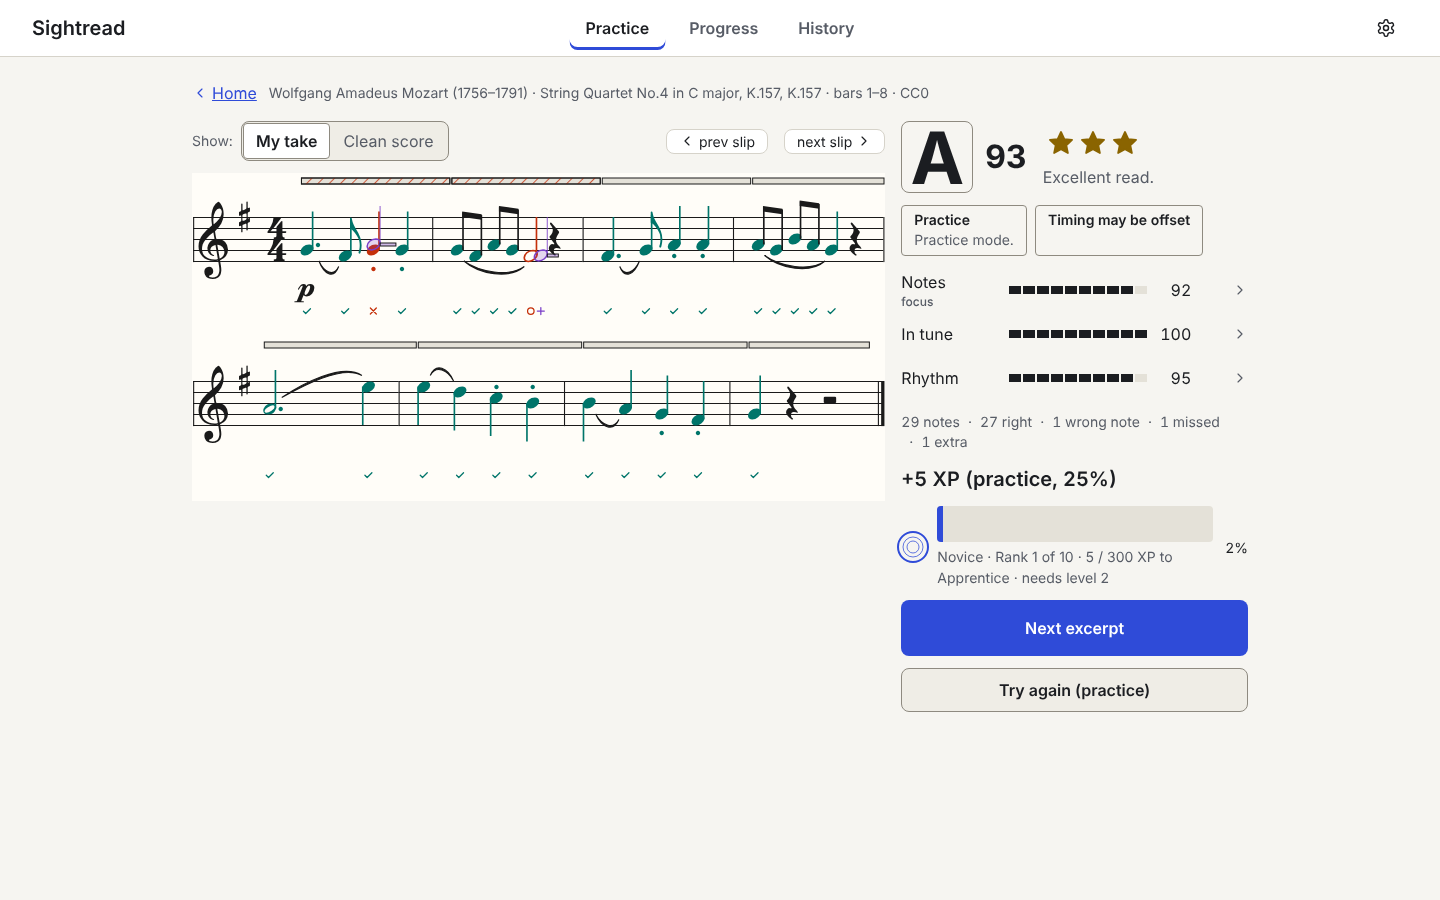 Sightread
Practice
Progress
History
Home
Wolfgang Amadeus Mozart (1756–1791) · String Quartet No.4 in C major, K.157, K.157 · bars 1–8 · CC0
Show:
My take
Clean score
prev slip
next slip
A
93
Excellent read.
Practice
Practice mode.
Timing may be offset
4
4
p
Notes
focus
92
In tune
100
Rhythm
95
29 notes · 27 right · 1 wrong note · 1 missed
· 1 extra
+5 XP (practice, 25%)
Novice · Rank 1 of 10 · 5 / 300 XP to
Apprentice · needs level 2
2%
Next excerpt
Try again (practice)